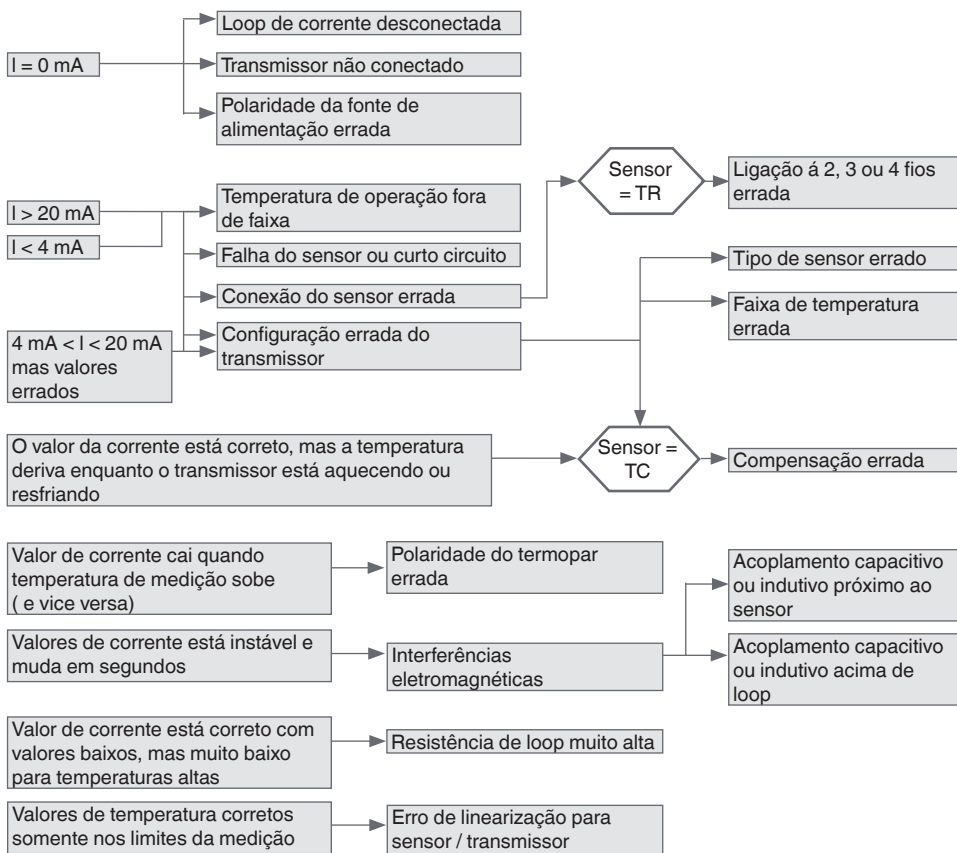 I = 0 mA
Loop de corrente desconectada
Transmissor não conectado
Polaridade da fonte de
alimentação errada
I > 20 mA
I < 4 mA
4 mA < I < 20 mA
mas valores
errados
Temperatura de operação fora
de faixa
Falha do sensor ou curto circuito
Conexão do sensor errada
Configuração errada do
transmissor
Sensor
= TR
Ligação á 2, 3 ou 4 fios
errada
Tipo de sensor errado
Faixa de temperatura
errada
O valor da corrente está correto, mas a temperatura
deriva enquanto o transmissor está aquecendo ou
resfriando
Sensor =
TC
Compensação errada
Valor de corrente cai quando
temperatura de medição sobe
( e vice versa)
Polaridade do termopar
errada
Valores de corrente está instável e
muda em segundos
Interferências
eletromagnéticas
Acoplamento capacitivo
ou indutivo próximo ao
sensor
Acoplamento capacitivo
ou indutivo acima de
loop
Valor de corrente está correto com
valores baixos, mas muito baixo
para temperaturas altas
Resistência de loop muito alta
Valores de temperatura corretos
somente nos limites da medição
Erro de linearização para
sensor / transmissor